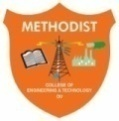 METHODIST
COLLEGE OF
ENGINEERING & TECHNOLOGY